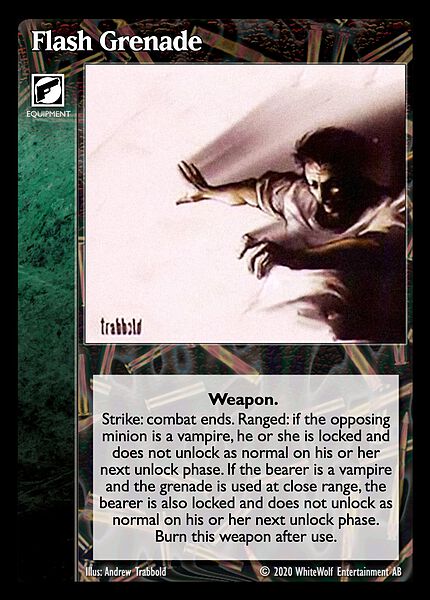 Flash Grenade
EQUIPMENT
trabbold
Weapon.
Strike: combat ends. Ranged: if the opposing
minion is a vampire, he or she is locked and
does not unlock as normal on his or her
next unlock phase. If the bearer is a vampire
and the grenade is used at close range, the
bearer is also locked and does not unlock as
normal on his or her next unlock phase.
Burn this weapon after use.
Illus: Andrew Trabbold © 2020 WhiteWolf Entertainment AB